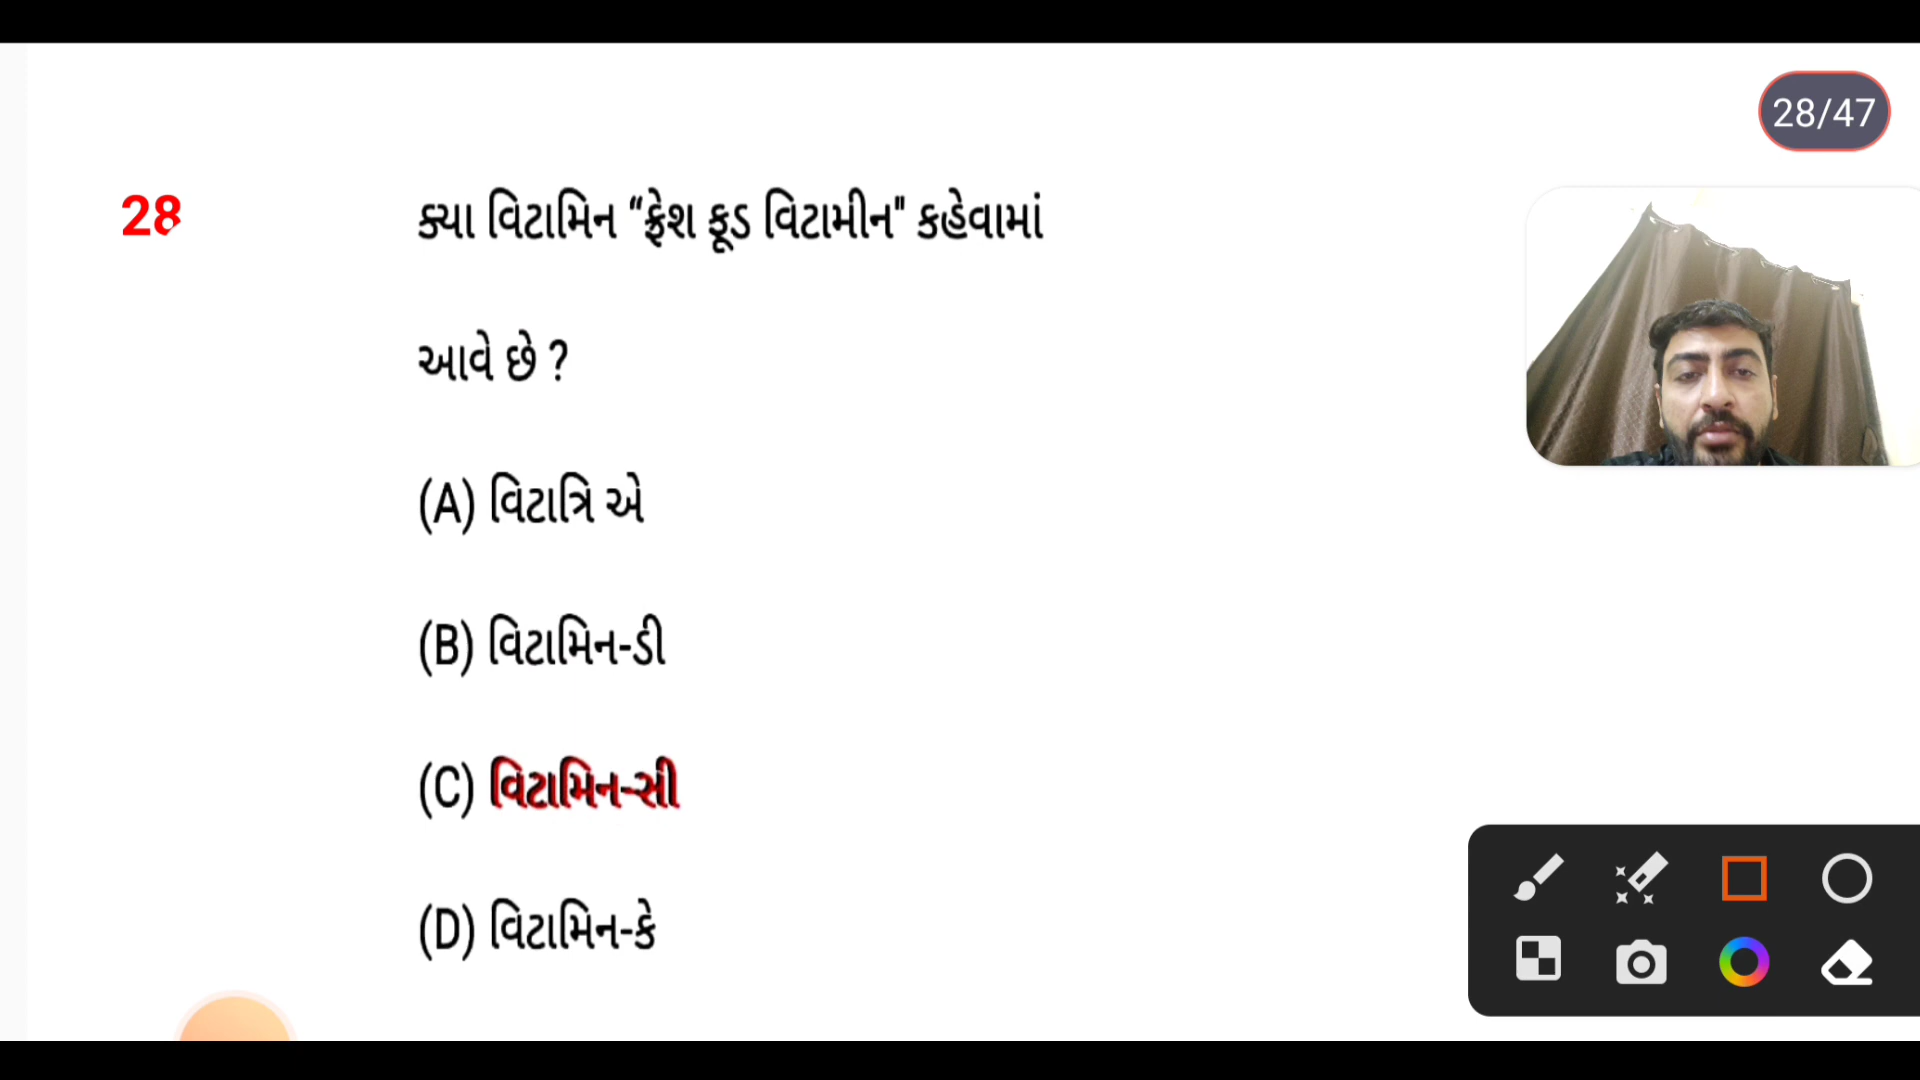 28/47
28 ક્યા વિટામિન “ફ્રેશ ફૂડ વિટામીન" કહેવામાં
આવે છે ?
(A) વિટાત્રિ એ
(B) વિટામિન-ડી
(C) વિટામિન-સી
(D) વિટામિન-કે